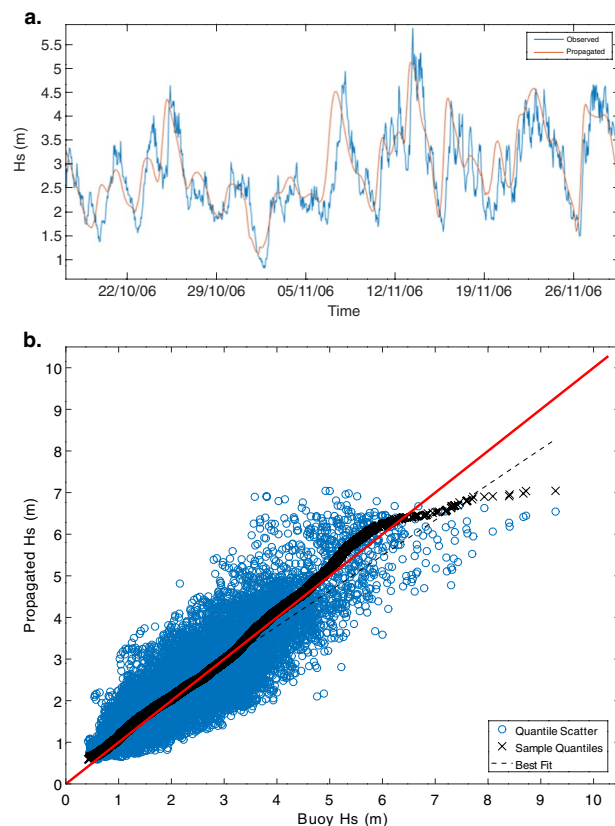 a.
Hs (m)
5.5
5
4.5
4
3.5
3
2.5
2
1.5
1
Observed
Propagated
22/10/06 29/10/06 05/11/06 12/11/06 19/11/06 26/11/06
Time
b.
Propagated Hs (m)
10
9
8
7
6
5
4
3
2
1
0
Quantile Scatter
Sample Quantiles
Best Fit
0 1 2 3 4 5 6 7 8 9 10
Buoy Hs (m)